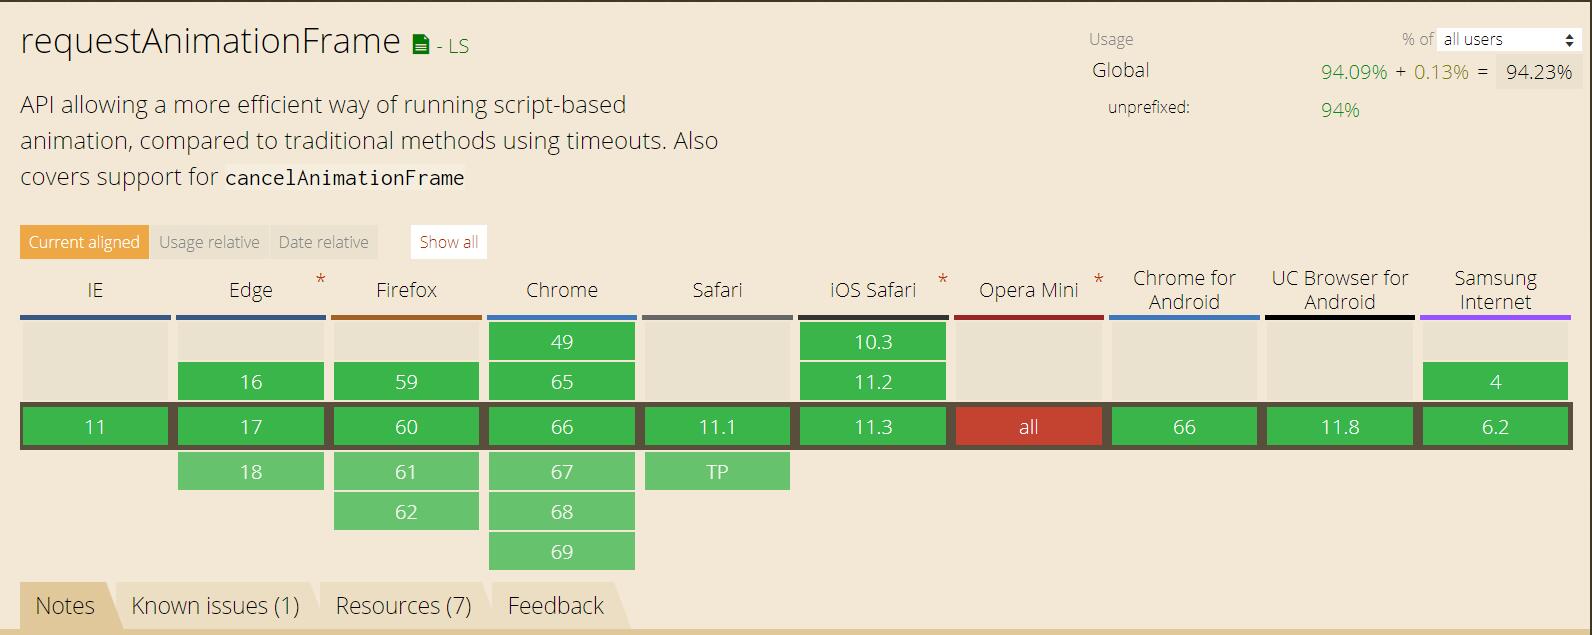 requestAnimationFrame - LS
Usage % of all users
Global 94.09% + 0.13% = 94.23%
unprefixed: 94%
API allowing a more efficient way of running script-based
animation, compared to traditional methods using timeouts. Also
covers support for cancelAnimationFrame
Current aligned Usage relative Date relative Show all
IE Edge * Firefox Chrome Safari iOS Safari * Opera Mini * Chrome for Android UC Browser for Android Samsung Internet
49 10.3
16 59 65 11.2 4
11 17 60 66 11.1 11.3 all 66 11.8 6.2
18 61 67 TP
62 68
69
Notes Known issues (1) Resources (7) Feedback